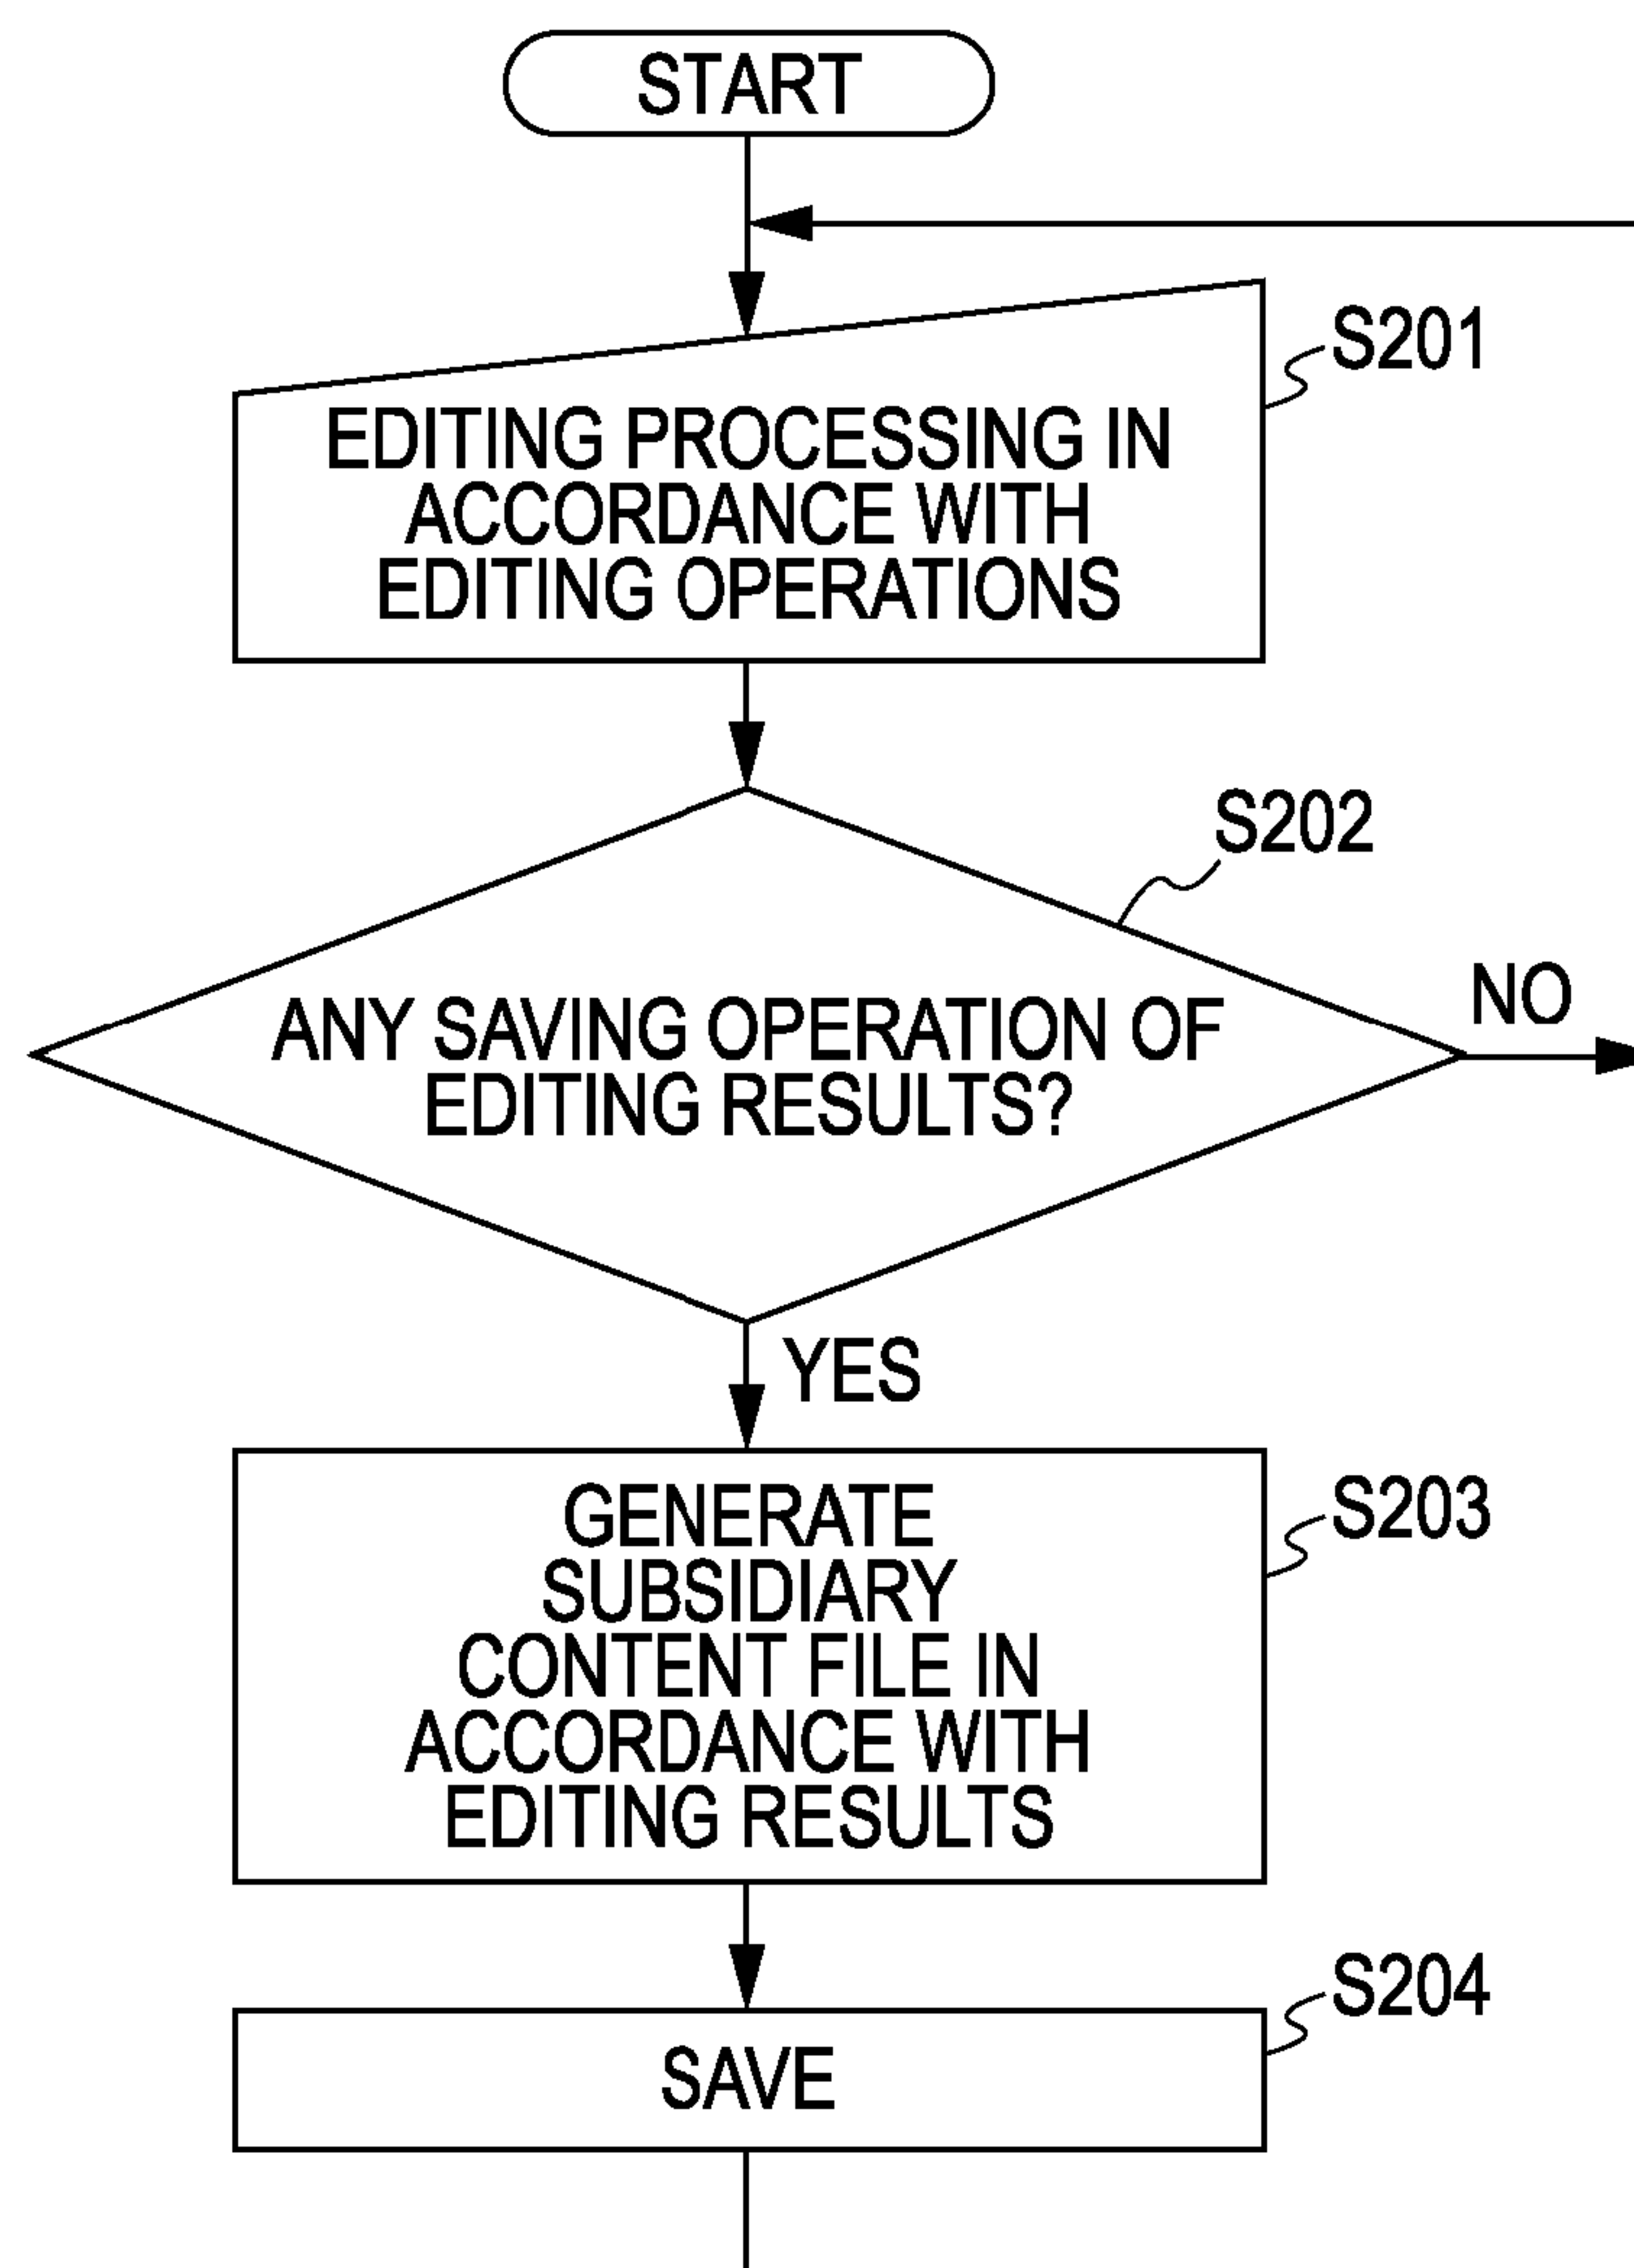 START
S201
EDITING PROCESSING IN
ACCORDANCE WITH
EDITING OPERATIONS
S202
ANY SAVING OPERATION OF
EDITING RESULTS?
NO
YES
S203
GENERATE
SUBSIDIARY
CONTENT FILE IN
ACCORDANCE WITH
EDITING RESULTS
S204
SAVE